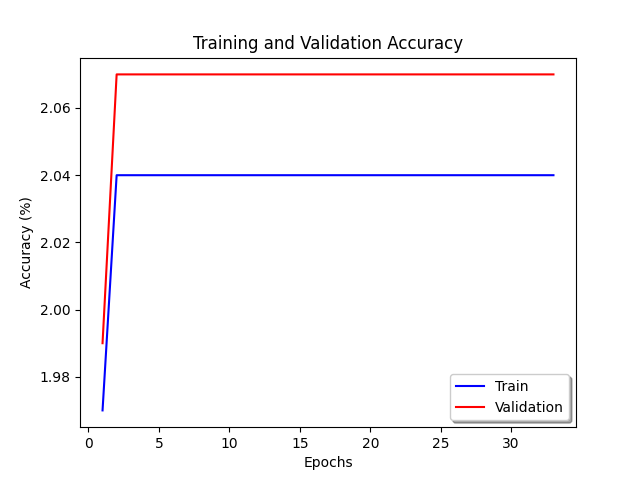 Training and Validation Accuracy
Accuracy (%)
2.06
2.04
2.02
2.00
1.98
Train
Validation
0 5 10 15 20 25 30
Epochs